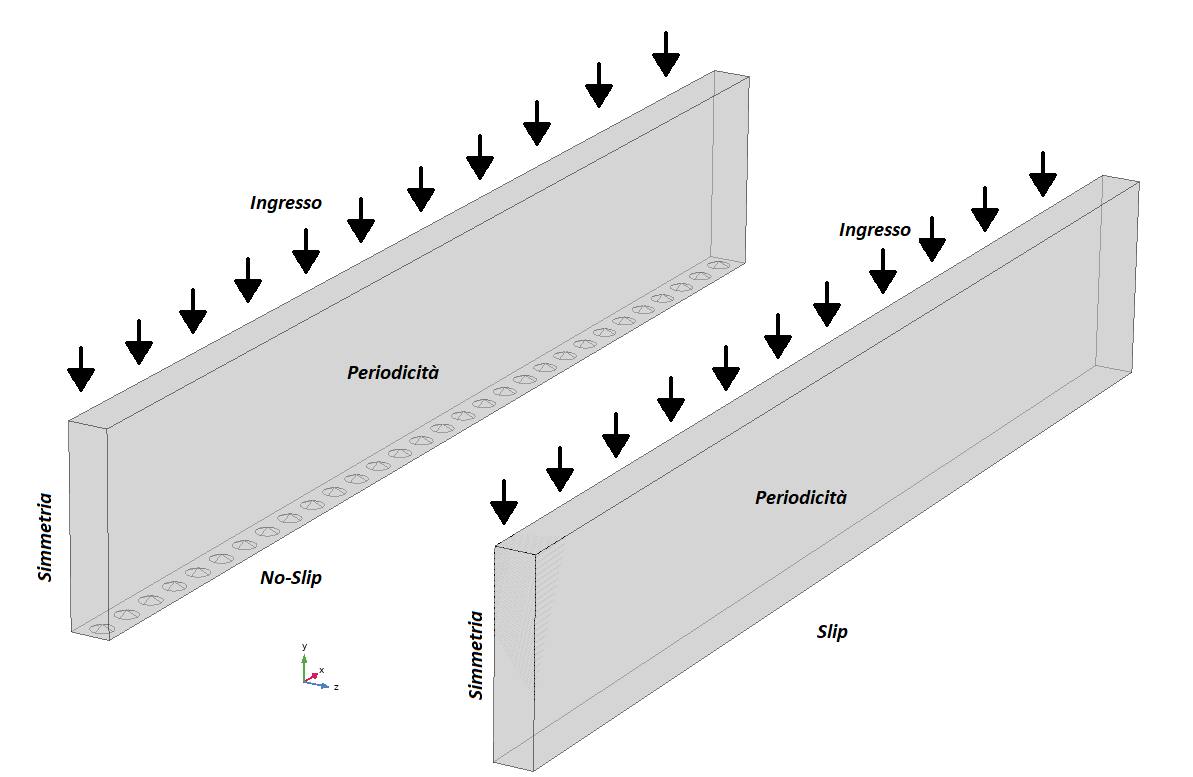 Ingresso
Ingresso
Periodicità
Periodicità
Simmetria
No-Slip
Simmetria
Slip
y
x
z